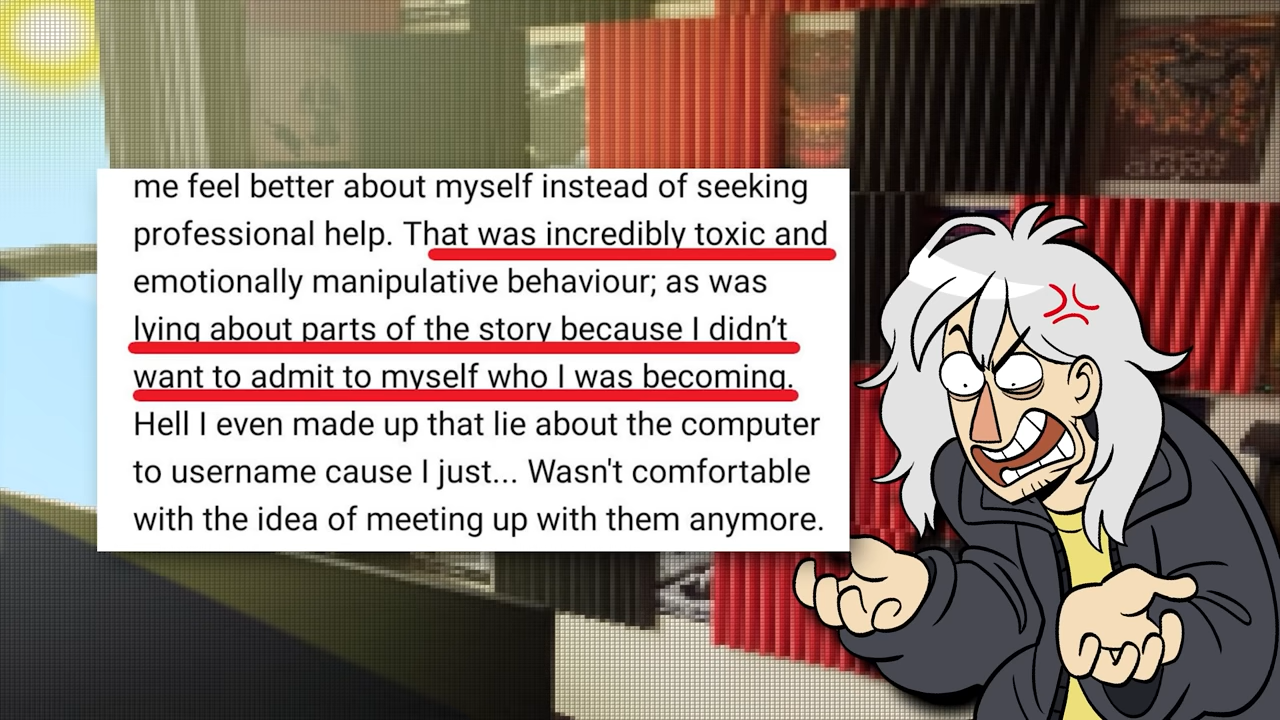 me feel better about myself instead of seeking
professional help. That was incredibly toxic and
emotionally manipulative behaviour; as was
lying about parts of the story because I didn’t
want to admit to myself who I was becoming.
Hell I even made up that lie about the computer
to username cause I just... Wasn't comfortable
with the idea of meeting up with them anymore.